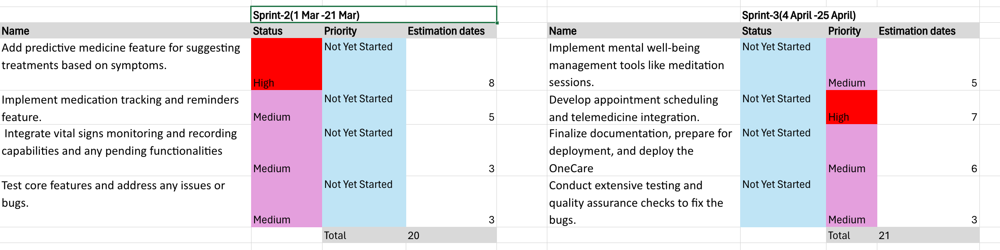 Sprint-2(1 Mar -21 Mar)
Sprint-3(4 April -25 April)
Name Status Priority Estimation dates
Add predictive medicine feature for suggesting
treatments based on symptoms.
High
Not Yet Started
8
Implement medication tracking and reminders
feature.
Medium
Not Yet Started
5
Integrate vital signs monitoring and recording
capabilities and any pending functionalities
Medium
Not Yet Started
3
Test core features and address any issues or
bugs.
Medium
Not Yet Started
3
Total 20
Name Status Priority Estimation dates
Implement mental well-being
management tools like meditation
sessions.
Not Yet Started
Medium
5
Develop appointment scheduling
and telemedicine integration.
Not Yet Started
High
7
Finalize documentation, prepare for
deployment, and deploy the
OneCare
Not Yet Started
Medium
6
Conduct extensive testing and
quality assurance checks to fix the
bugs.
Not Yet Started
Medium
3
Total 21